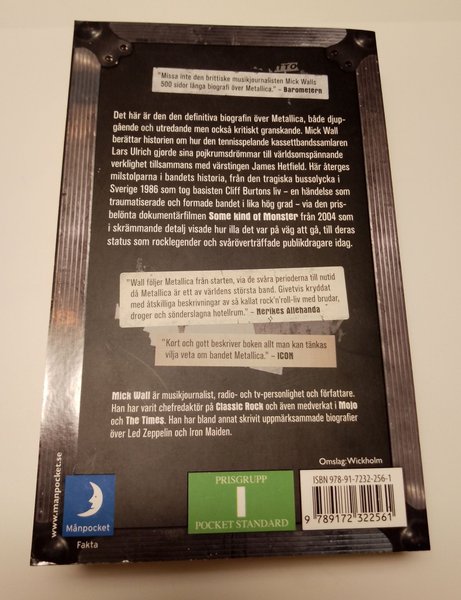 TTO
"Missa inte den brittiske musikjournalisten Mick Walls
500 sidor långa biografi över Metallica." – Barometern
Det här är den den definitiva biografin över Metallica, både djup-
gående och utredande men också kritiskt granskande. Mick Wall
berättar historien om hur den tennisspelande kassettbandssamlaren
Lars Ulrich gjorde sina pojkrumsdrömmar till världsomspännande
verklighet tillsammans med värstingen James Hetfield. Här återges
milstolparna i bandets historia, från den tragiska bussolycka i
Sverige 1986 som tog basisten Cliff Burtons liv – en händelse som
traumatiserade och formade bandet i lika hög grad – via den pris-
belönta dokumentärfilmen Some kind of Monster från 2004 som
i skrämmande detalj visade hur illa det var på väg att gå, till deras
status som rocklegender och svåröverträffade publikdragare idag.
"Wall följer Metallica från starten, via de svåra perioderna till nutid
då Metallica är ett av världens största band. Givetvis kryddat
med åtskilliga beskrivningar av så kallat rock'n'roll-liv med brudar,
droger och sönderslagna hotellrum." – Nerikes Allehanda
"Kort och gott beskriver boken allt man kan tänkas
vilja veta om bandet Metallica." – ICON
Mick Wall är musikjournalist, radio- och tv-personlighet och författare.
Han har varit chefredaktör på Classic Rock och även medverkat i Mojo
och The Times. Han har bland annat skrivit uppmärksammade biografier
över Led Zeppelin och Iron Maiden.
Omslag: Wickholm
www.manpocket.se
Månpocket
Fakta
PRISGRUPP
I
POCKET STANDARD
ISBN 978-91-7232-256-1
9 789172 322561